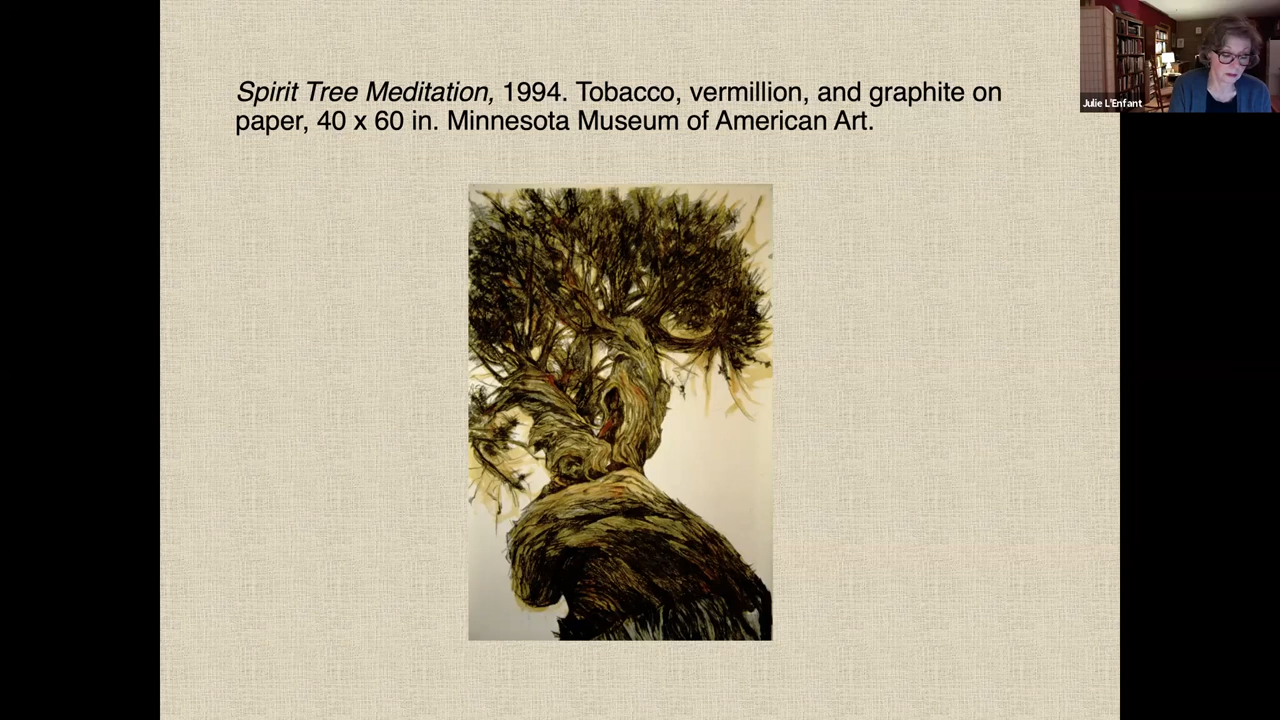 Spirit Tree Meditation, 1994. Tobacco, vermillion, and graphite on
paper, 40 x 60 in. Minnesota Museum of American Art.
Julie L'Enfant